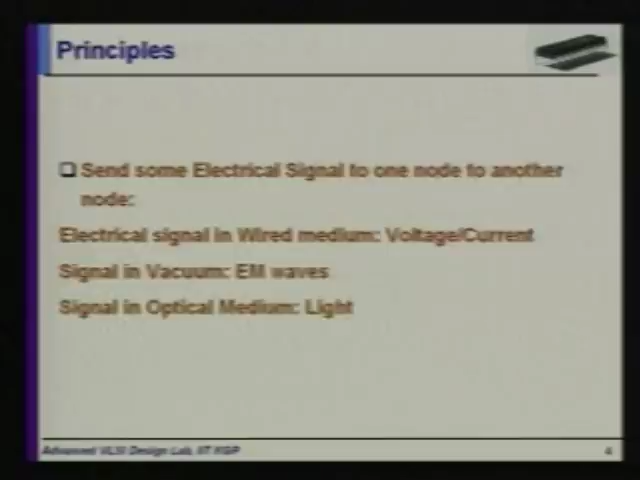 Principles
Send some Electrical Signal to one node to another
node:
Electrical signal in Wired medium: Voltage/Current
Signal in Vacuum: EM waves
Signal in Optical Medium: Light
Advanced VLSI Design Lab, IIT KGP
4